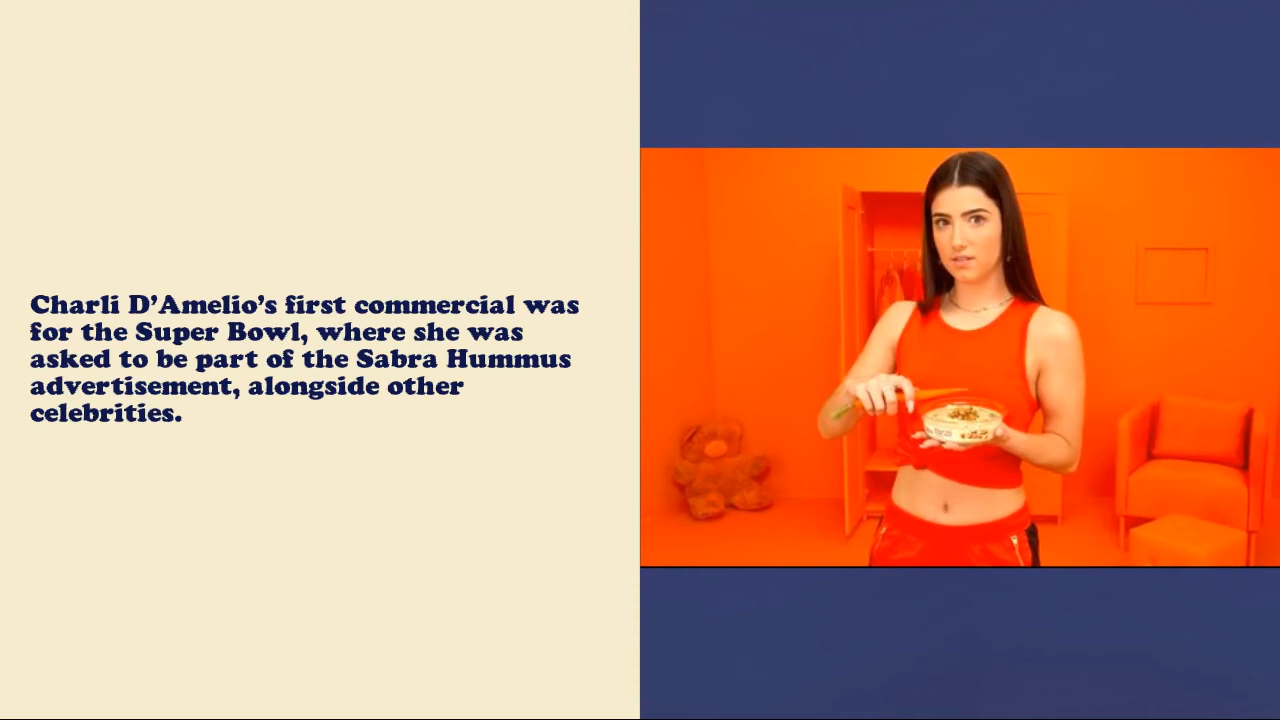 Charli D’Amelio’s first commercial was
for the Super Bowl, where she was
asked to be part of the Sabra Hummus
advertisement, alongside other
celebrities.